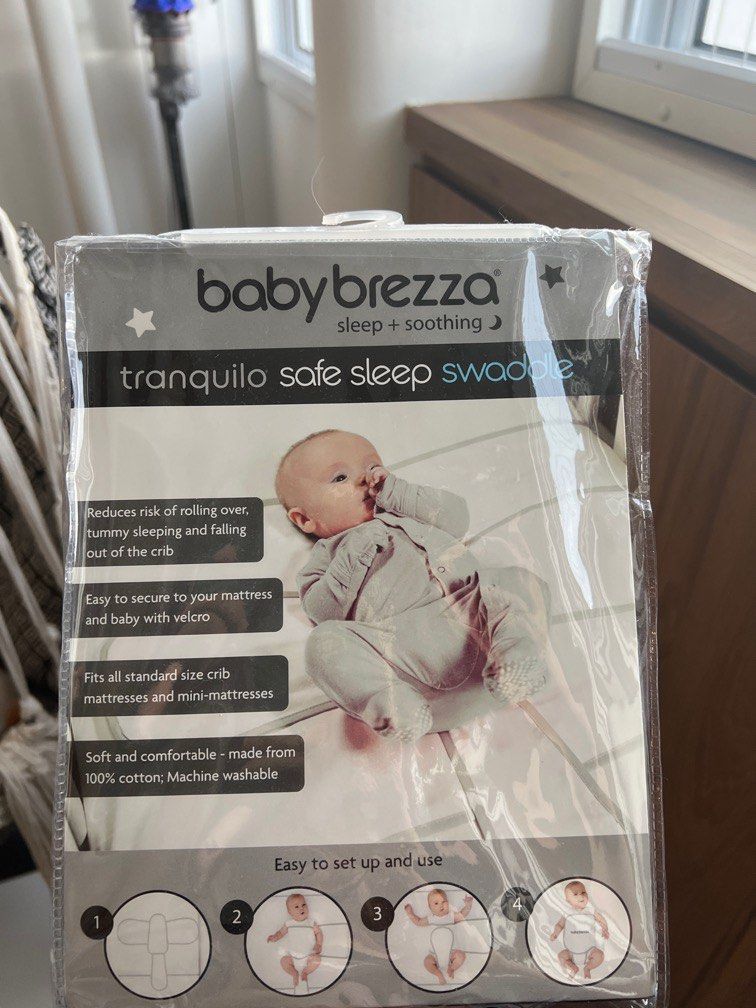 babybrezza®
sleep + soothing
tranquilo safe sleep swaddle
Reduces risk of rolling over,
tummy sleeping and falling
out of the crib
Easy to secure to your mattress
and baby with velcro
Fits all standard size crib
mattresses and mini-mattresses
Soft and comfortable - made from
100% cotton; Machine washable
Easy to set up and use
1
2
3
4